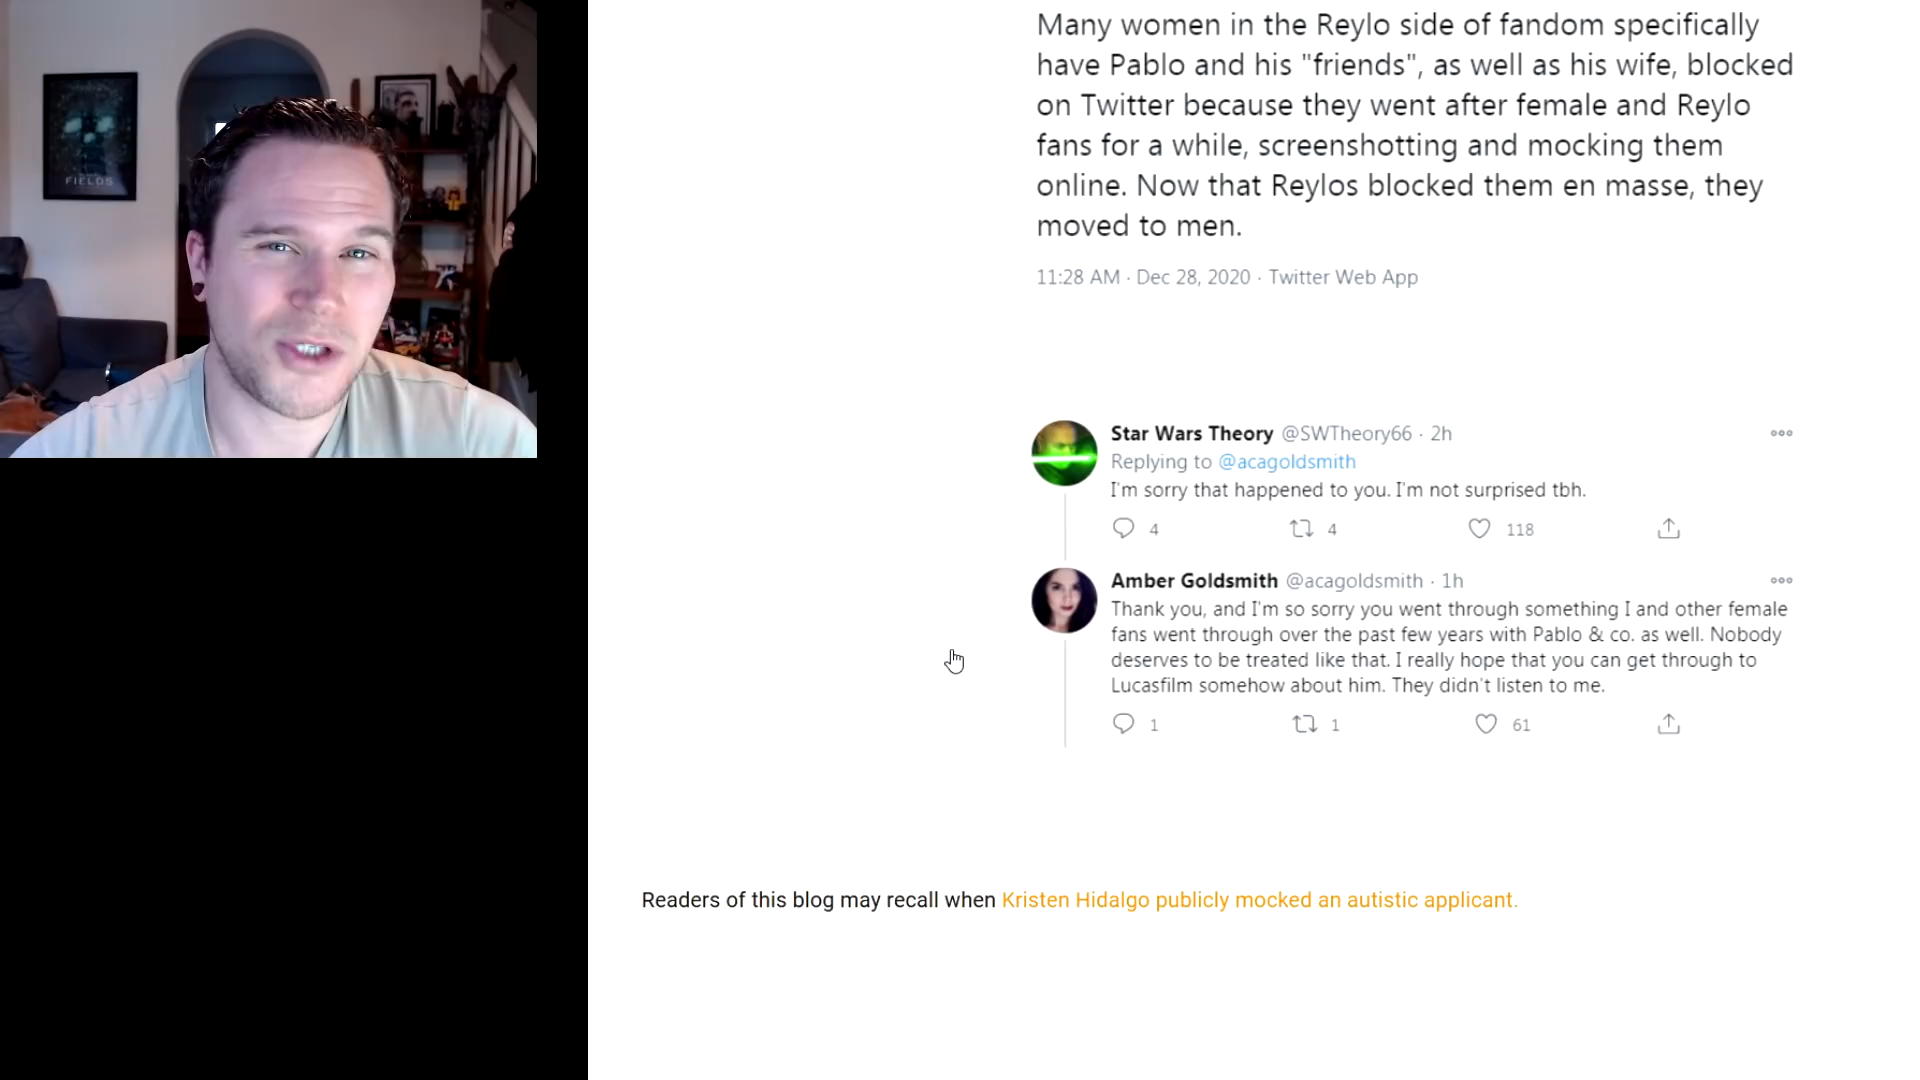 FIELDS
Many women in the Reylo side of fandom specifically
have Pablo and his "friends", as well as his wife, blocked
on Twitter because they went after female and Reylo
fans for a while, screenshotting and mocking them
online. Now that Reylos blocked them en masse, they
moved to men.
11:28 AM · Dec 28, 2020 · Twitter Web App
Star Wars Theory @SWTheory66 · 2h
Replying to @acagoldsmith
I'm sorry that happened to you. I'm not surprised tbh.
4 4 118
Amber Goldsmith @acagoldsmith · 1h
Thank you, and I'm so sorry you went through something I and other female
fans went through over the past few years with Pablo & co. as well. Nobody
deserves to be treated like that. I really hope that you can get through to
Lucasfilm somehow about him. They didn't listen to me.
1 1 61
Readers of this blog may recall when Kristen Hidalgo publicly mocked an autistic applicant.